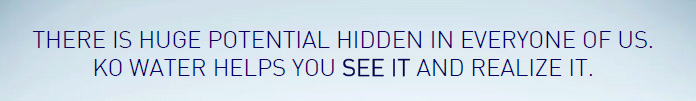 THERE IS HUGE POTENTIAL HIDDEN IN EVERYONE OF US.
KO WATER HELPS YOU SEE IT AND REALIZE IT.